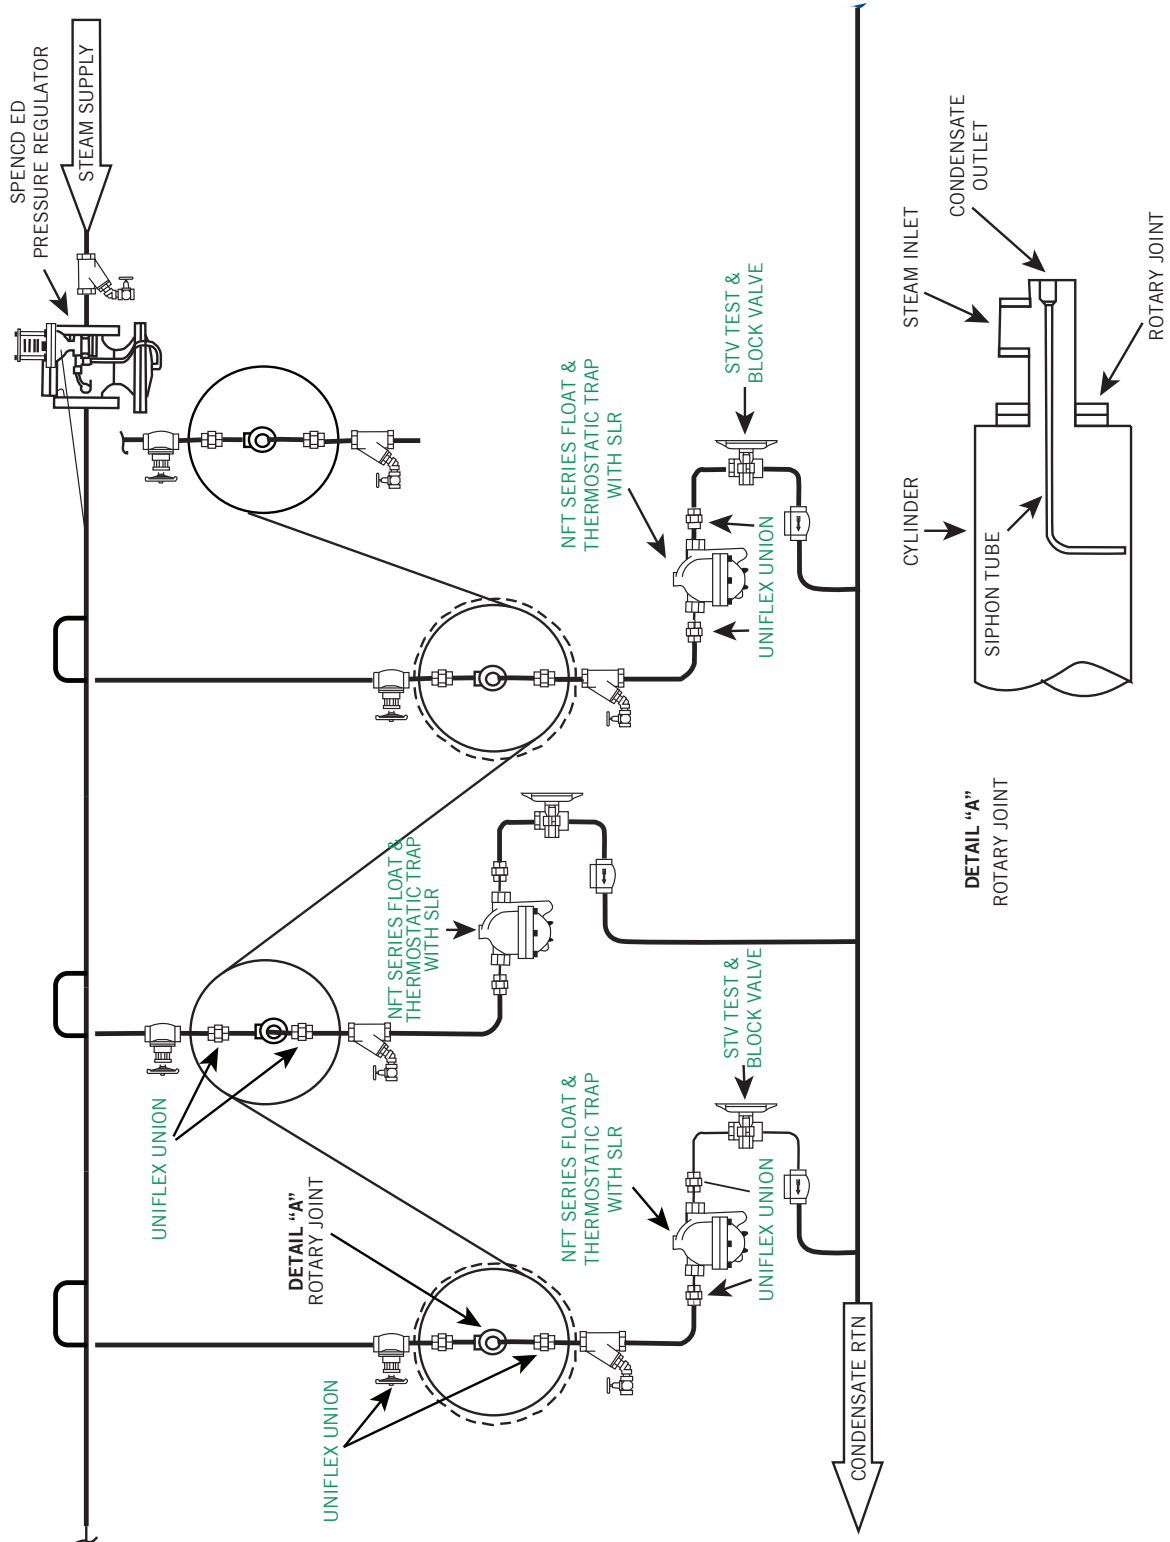 SPENCD ED
PRESSURE REGULATOR
STEAM SUPPLY
NFT SERIES FLOAT &
THERMOSTATIC TRAP
WITH SLR
STV TEST &
BLOCK VALVE
UNIFLEX UNION
NFT SERIES FLOAT &
THERMOSTATIC TRAP
WITH SLR
UNIFLEX UNION
DETAIL “A”
ROTARY JOINT
UNIFLEX UNION
NFT SERIES FLOAT &
THERMOSTATIC TRAP
WITH SLR
STV TEST &
BLOCK VALVE
UNIFLEX UNION
CONDENSATE RTN
STEAM INLET
CONDENSATE
OUTLET
ROTARY JOINT
CYLINDER
SIPHON TUBE
DETAIL “A”
ROTARY JOINT